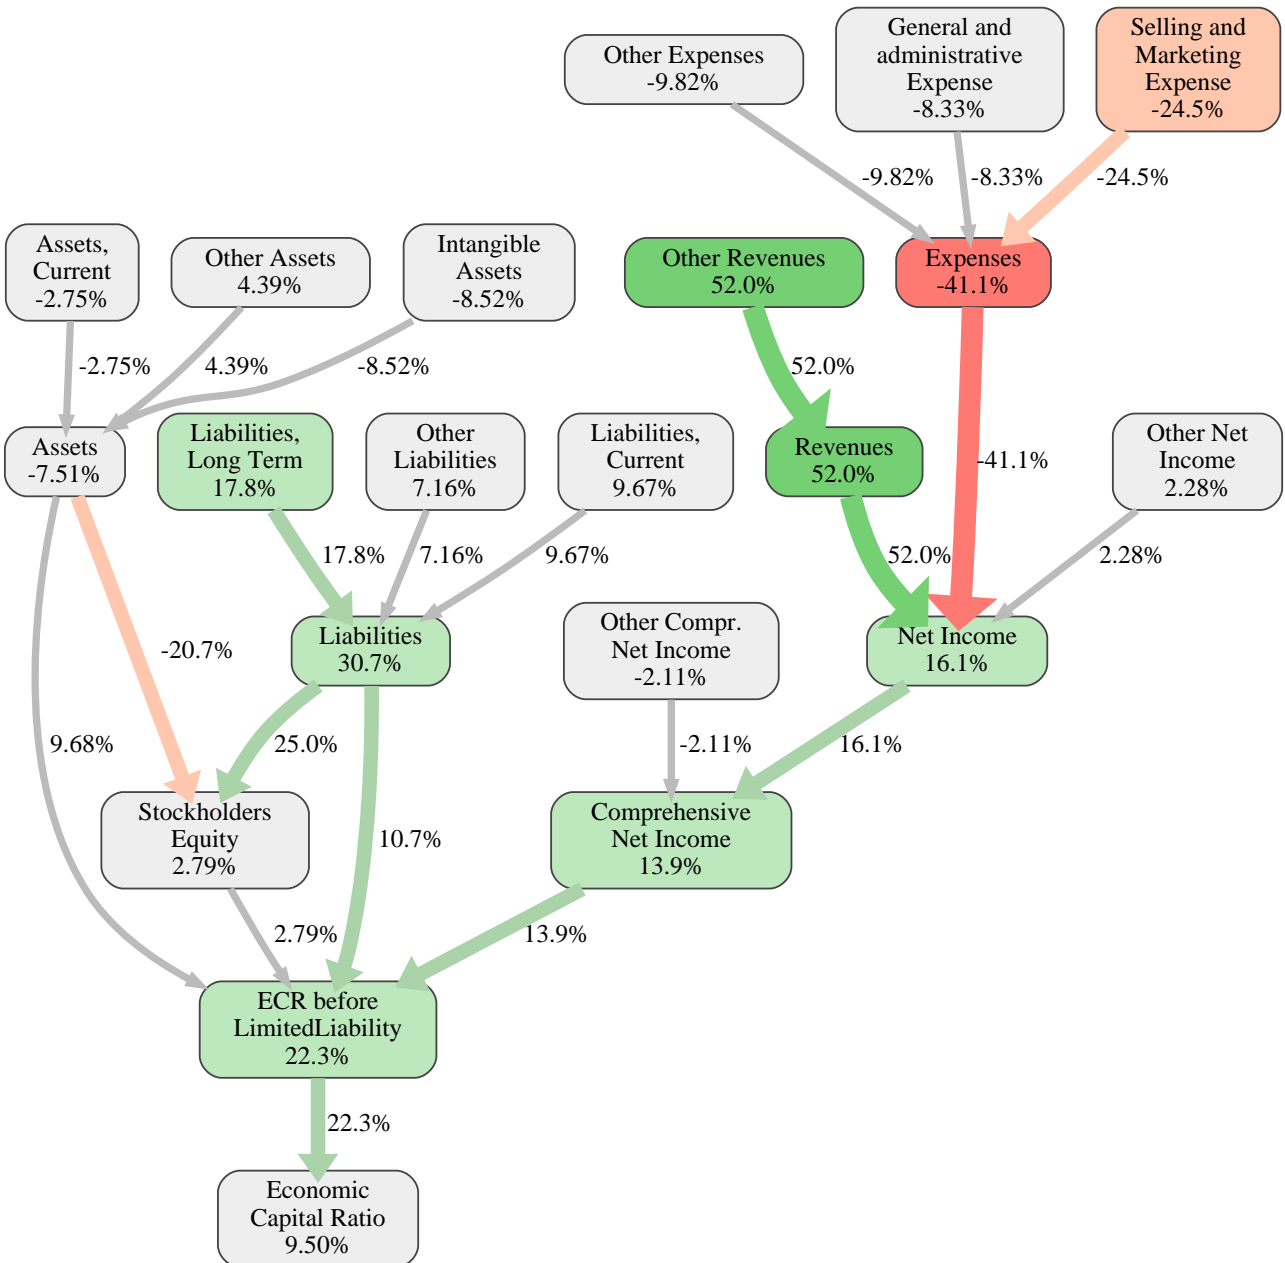 Other Expenses
-9.82%
General and
administrative
Expense
-8.33%
Selling and
Marketing
Expense
-24.5%
-9.82%
-8.33%
-24.5%
Assets,
Current
-2.75%
Other Assets
4.39%
Intangible
Assets
-8.52%
Other Revenues
52.0%
Expenses
-41.1%
-2.75%
4.39%
-8.52%
52.0%
-41.1%
Assets
-7.51%
Liabilities,
Long Term
17.8%
Other
Liabilities
7.16%
Liabilities,
Current
9.67%
Revenues
52.0%
Other Net
Income
2.28%
17.8%
7.16%
9.67%
52.0%
2.28%
Liabilities
30.7%
Other Compr.
Net Income
-2.11%
Net Income
16.1%
-20.7%
9.68%
25.0%
10.7%
-2.11%
16.1%
Stockholders
Equity
2.79%
Comprehensive
Net Income
13.9%
2.79%
13.9%
ECR before
LimitedLiability
22.3%
22.3%
Economic
Capital Ratio
9.50%